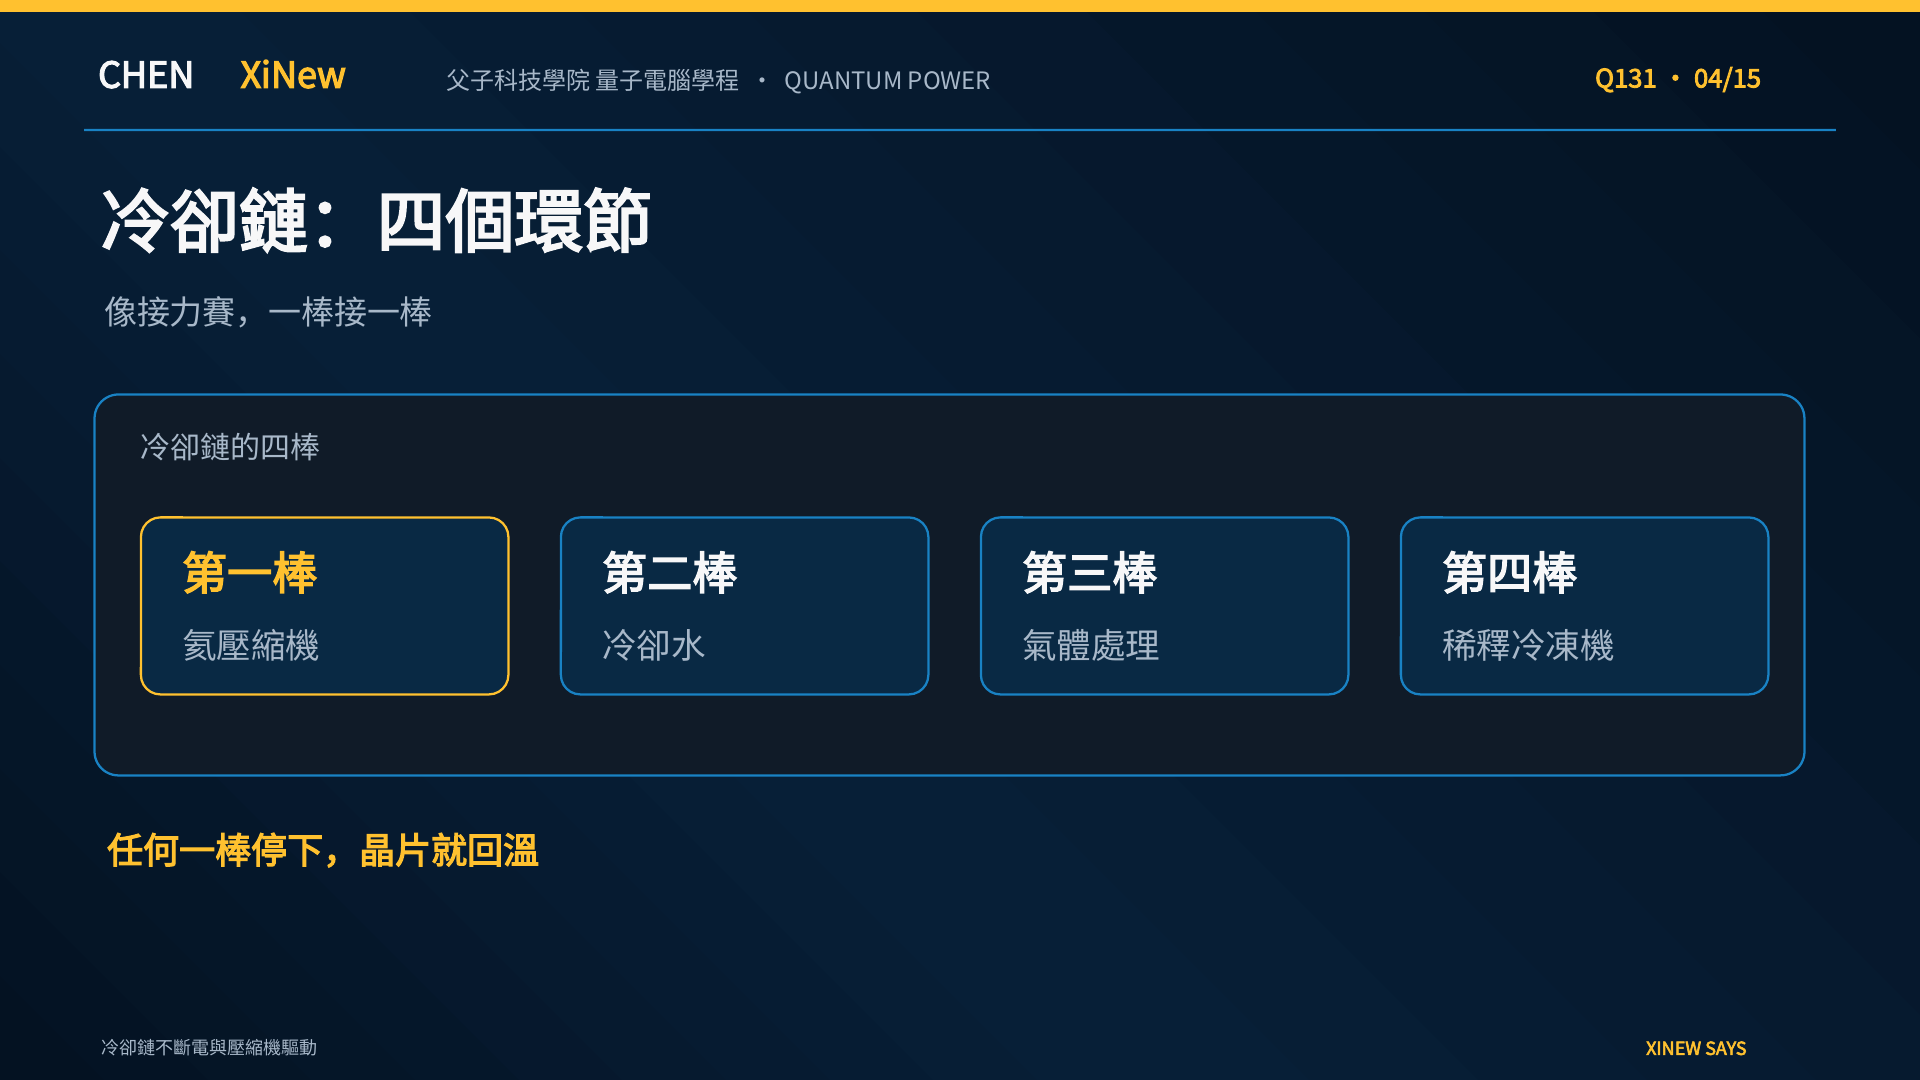 CHEN XiNew 父子科技學院 量子電腦學程 · QUANTUM POWER Q131 · 04/15
冷卻鏈：四個環節
像接力賽，一棒接一棒
冷卻鏈的四棒
第一棒
氦壓縮機
第二棒
冷卻水
第三棒
氣體處理
第四棒
稀釋冷凍機
任何一棒停下，晶片就回溫
冷卻鏈不斷電與壓縮機驅動
XINEW SAYS